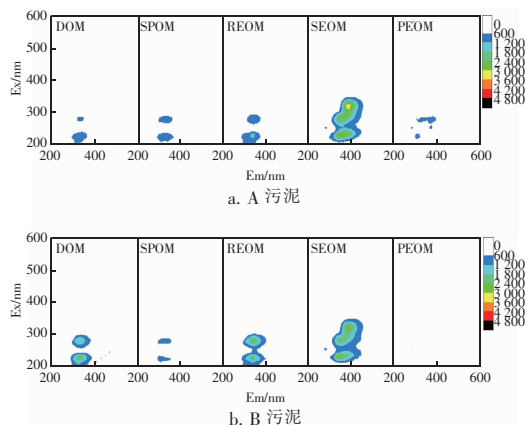 600
500
400
300
200
Ex/nm
DOM
SPOM
REOM
SEOM
PEOM
0
600
1 200
1 800
2 400
3 000
3 600
4 200
4 800
200 400 200 400 200 400 200 400 200 400 600
Em/nm
a. A 污泥
600
500
400
300
200
Ex/nm
DOM
SPOM
REOM
SEOM
PEOM
0
600
1 200
1 800
2 400
3 000
3 600
4 200
4 800
200 400 200 400 200 400 200 400 200 400 600
Em/nm
b. B 污泥